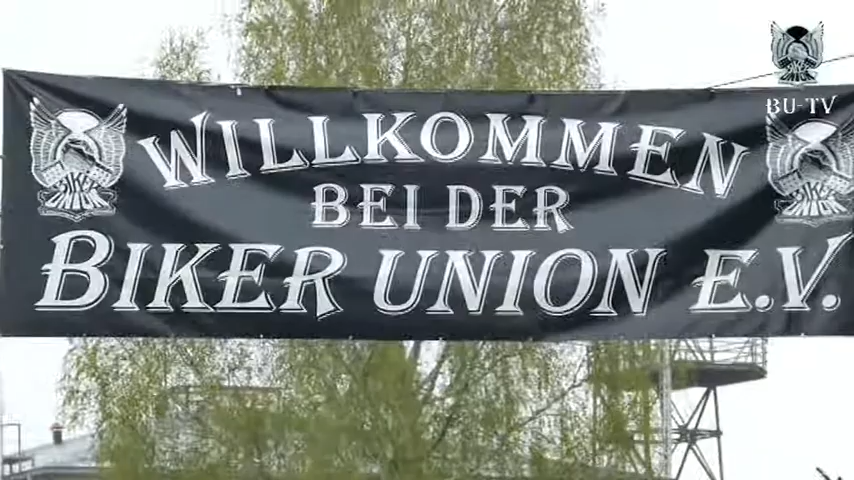 BU-TV
WILLKOMMEN
BEI DER
BIKER UNION E.V.